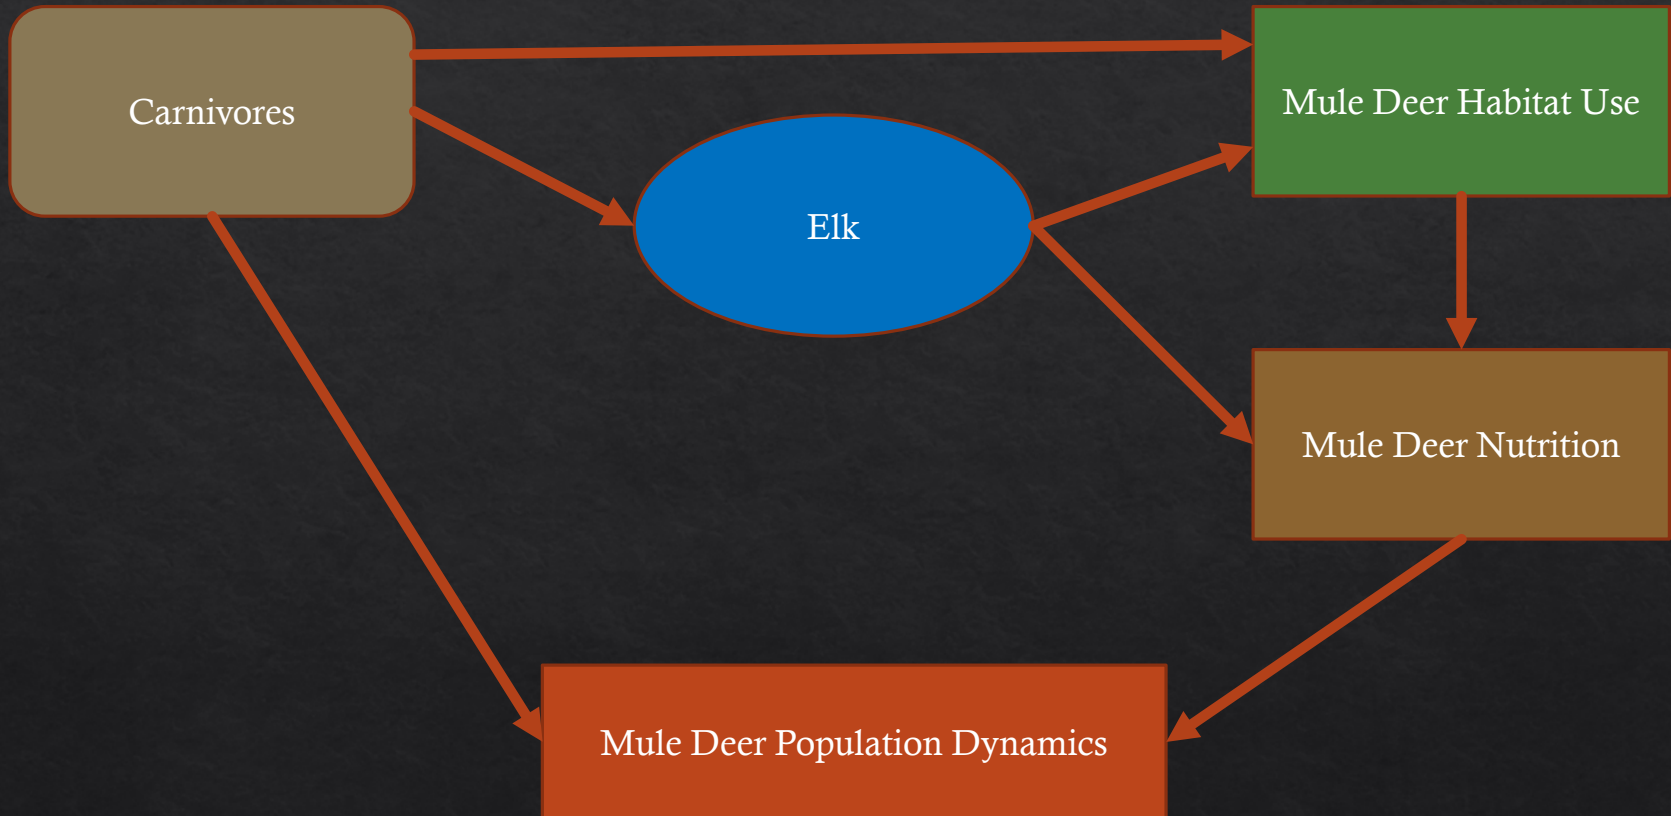 Carnivores
Mule Deer Habitat Use
Elk
Mule Deer Nutrition
Mule Deer Population Dynamics